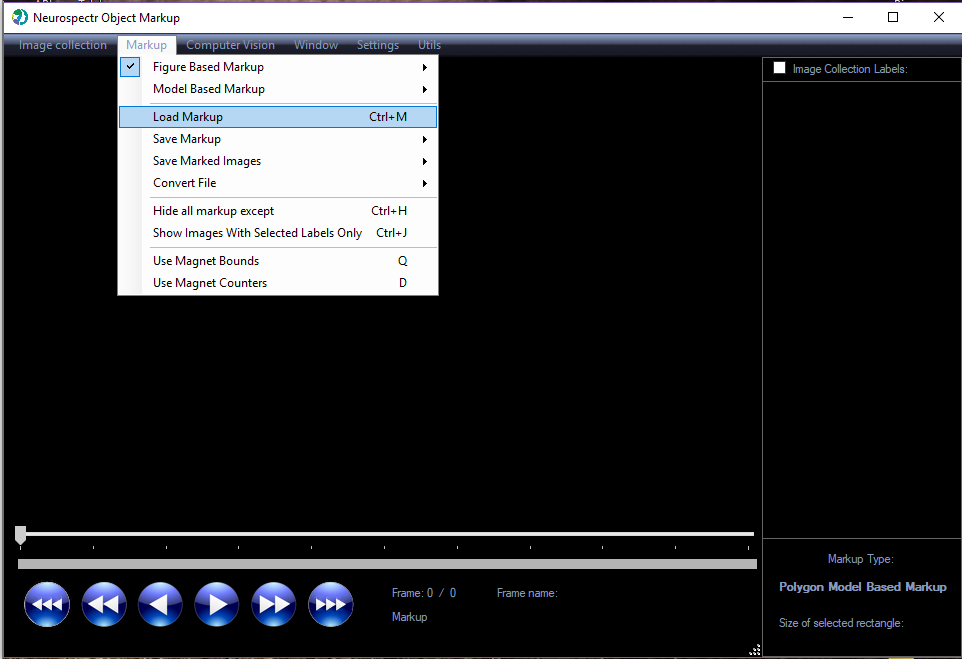 Neurospectr Object Markup
Image collection Markup Computer Vision Window Settings Utils
Figure Based Markup
Model Based Markup
Load Markup Ctrl+M
Save Markup
Save Marked Images
Convert File
Hide all markup except Ctrl+H
Show Images With Selected Labels Only Ctrl+J
Use Magnet Bounds Q
Use Magnet Counters D
Image Collection Labels:
Frame: 0 / 0 Frame name:
Markup
Markup Type:
Polygon Model Based Markup
Size of selected rectangle: